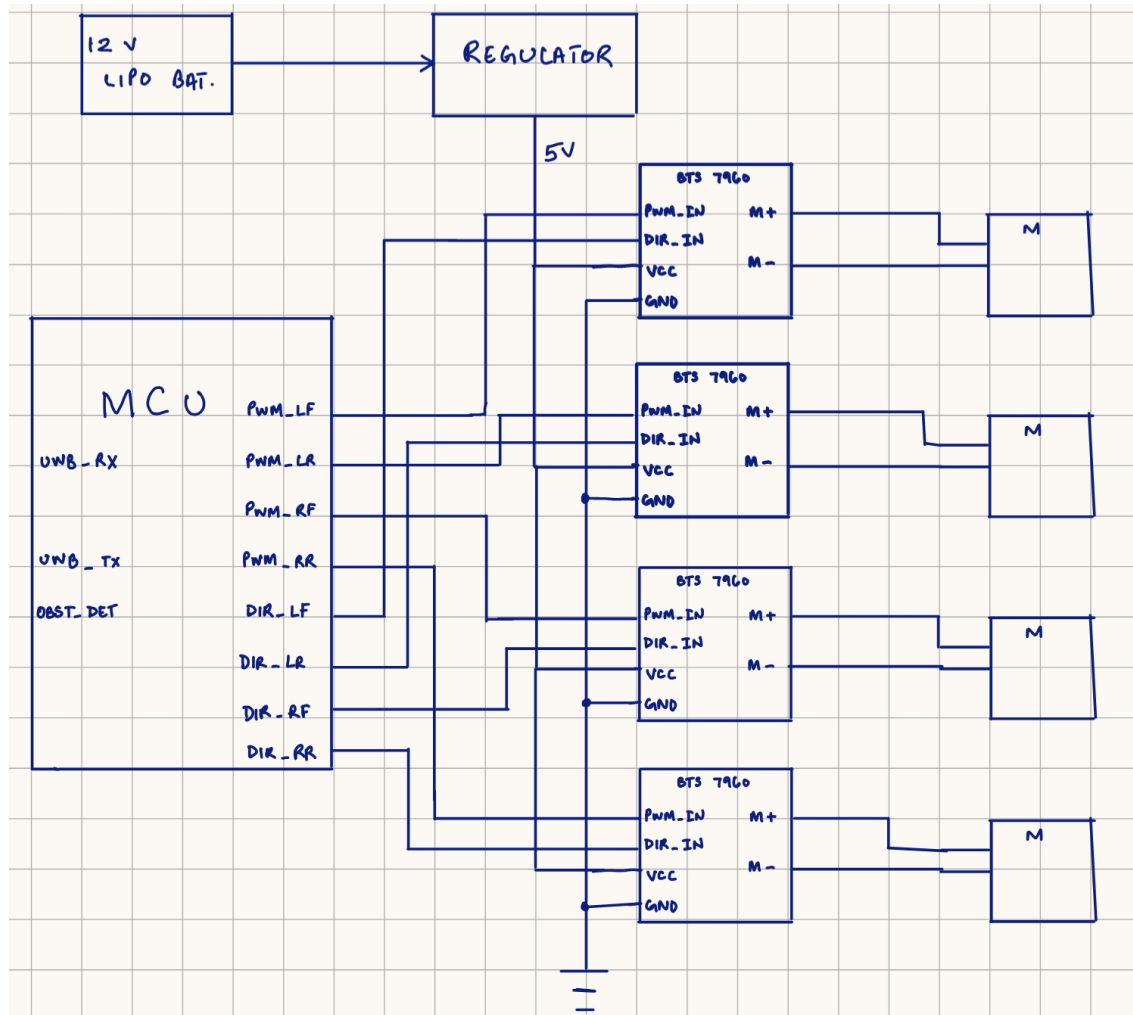 12 V
LIPO BAT.
REGULATOR
5V
MCU
UWB_RX
UWB_TX
OBST_DET
PWM_LF
PWM_LR
PWM_RF
PWM_RR
DIR_LF
DIR_LR
DIR_RF
DIR_RR
BTS 7960
PWM_IN M+
DIR_IN
VCC M-
GND
M
BTS 7960
PWM_IN M+
DIR_IN
VCC M-
GND
M
BTS 7960
PWM_IN M+
DIR_IN
VCC M-
GND
M
BTS 7960
PWM_IN M+
DIR_IN
VCC M-
GND
M